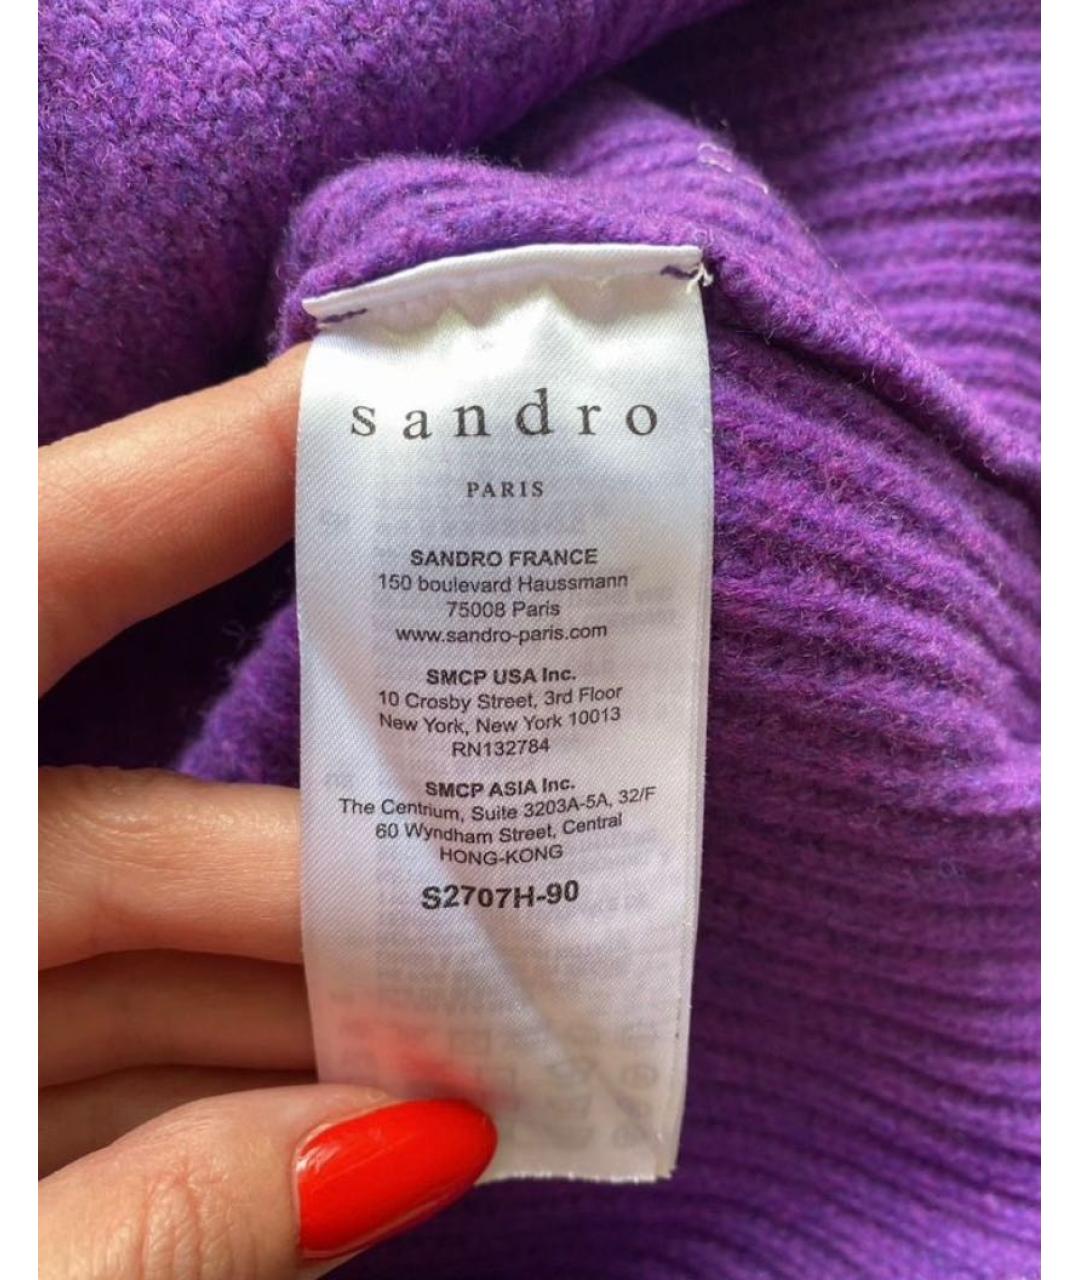 sandro
PARIS
SANDRO FRANCE
150 boulevard Haussmann
75008 Paris
www.sandro-paris.com
SMCP USA Inc.
10 Crosby Street, 3rd Floor
New York, New York 10013
RN132784
SMCP ASIA Inc.
The Centrium, Suite 3203A-5A, 32/F
60 Wyndham Street, Central
HONG-KONG
S2707H-90